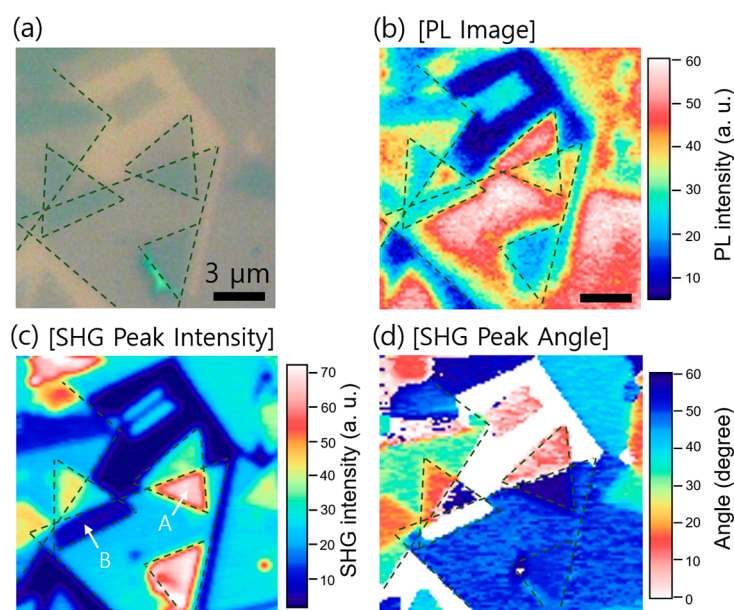 (a)
3 μm
(b) [PL Image]
60
50
40
30
20
10
PL intensity (a. u.)
(c) [SHG Peak Intensity]
A
B
70
60
50
40
30
20
10
SHG intensity (a. u.)
(d) [SHG Peak Angle]
60
50
40
30
20
10
0
Angle (degree)